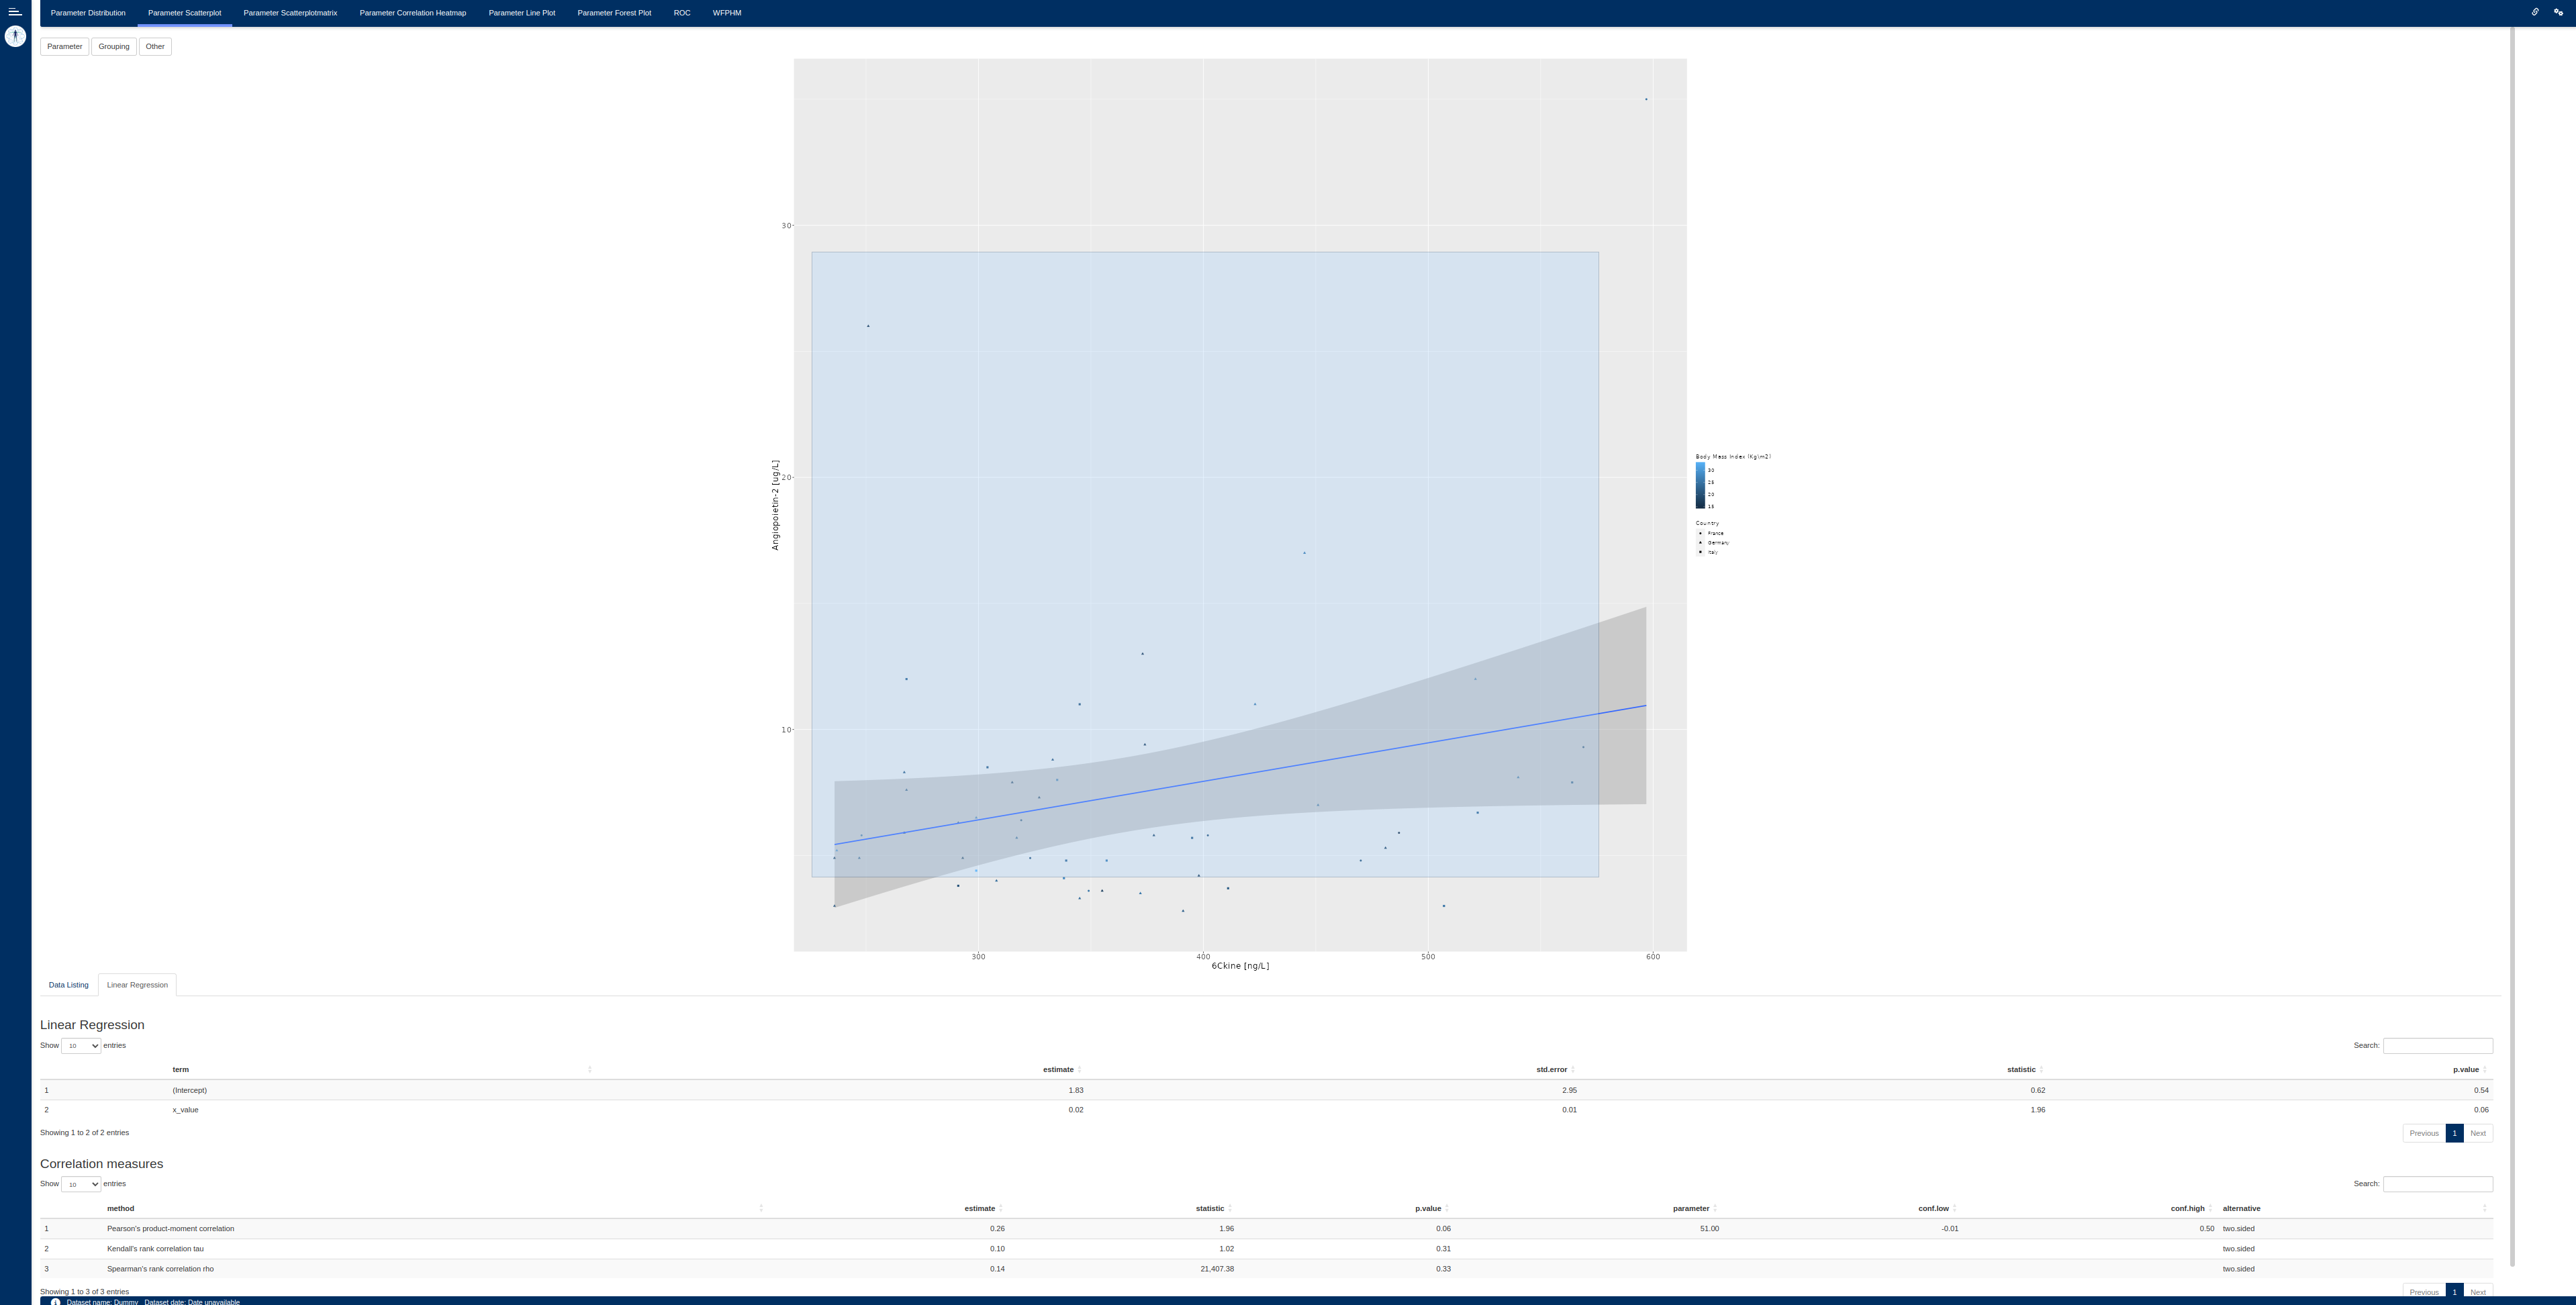 Parameter Distribution Parameter Scatterplot Parameter Scatterplotmatrix Parameter Correlation Heatmap Parameter Line Plot Parameter Forest Plot ROC WFPHM
Parameter Grouping Other
30
20
10
Angiopoietin-2 [ug/L]
300 400 500 600
6Ckine [ng/L]
Body Mass Index [Kg\m2]
30
25
20
15
Country
France
Germany
Italy
Data Listing Linear Regression
Linear Regression
Show 10 entries Search:
term estimate std.error statistic p.value
1 (Intercept) 1.83 2.95 0.62 0.54
2 x_value 0.02 0.01 1.96 0.06
Showing 1 to 2 of 2 entries Previous 1 Next
Correlation measures
Show 10 entries Search:
method estimate statistic p.value parameter conf.low conf.high alternative
1 Pearson's product-moment correlation 0.26 1.96 0.06 51.00 -0.01 0.50 two.sided
2 Kendall's rank correlation tau 0.10 1.02 0.31 two.sided
3 Spearman's rank correlation rho 0.14 21,407.38 0.33 two.sided
Showing 1 to 3 of 3 entries Previous 1 Next
Dataset name: Dummy Dataset date: Date unavailable